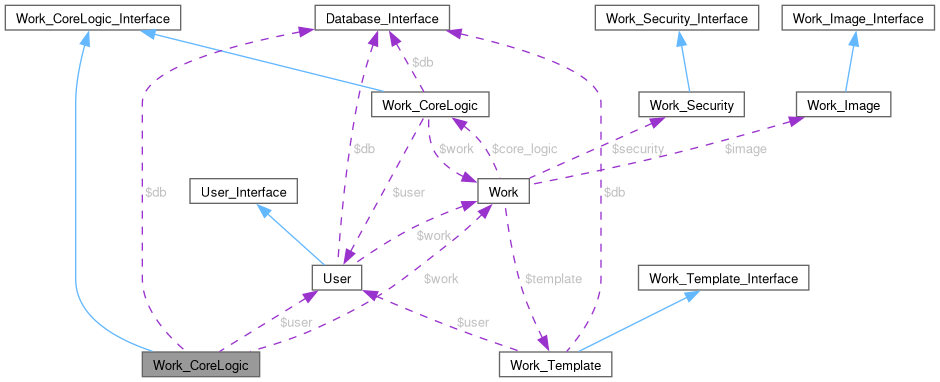 Work_CoreLogic_Interface
Database_Interface
Work_Security_Interface
Work_Image_Interface
$db
Work_CoreLogic
Work_Security
Work_Image
$db
$work
$core_logic
$security
$image
User_Interface
$db
$user
Work
$db
$work
User
$work
$template
Work_Template_Interface
$user
$user
Work_CoreLogic
Work_Template